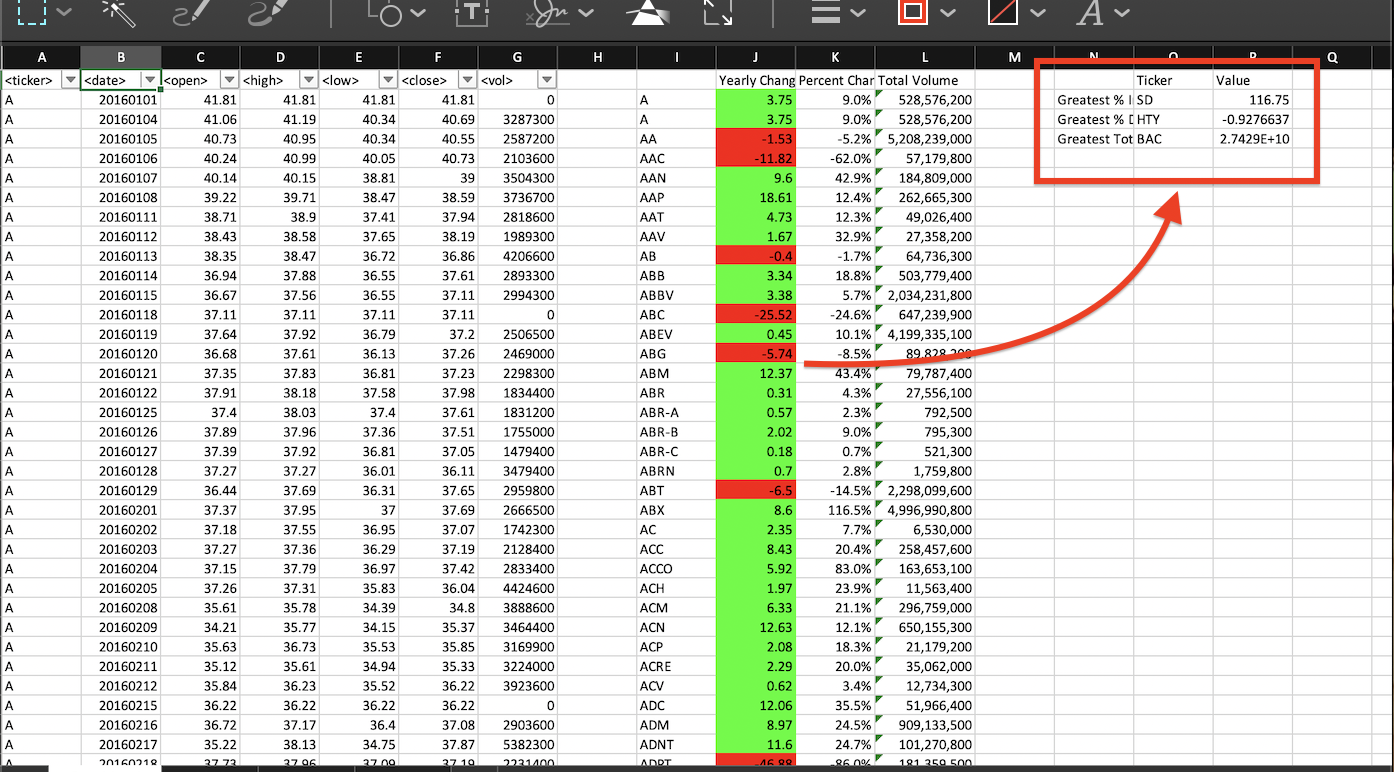 T A
A B C D E F G H I J K L M N O P Q
<ticker> <date> <open> <high> <low> <close> <vol> Yearly Chang Percent Char Total Volume Ticker Value
A 20160101 41.81 41.81 41.81 41.81 0 A 3.75 9.0% 528,576,200 Greatest % I SD 116.75
A 20160104 41.06 41.19 40.34 40.69 3287300 A 3.75 9.0% 528,576,200 Greatest % D HTY -0.9276637
A 20160105 40.73 40.95 40.34 40.55 2587200 AA -1.53 -5.2% 5,208,239,000 Greatest Tot BAC 2.7429E+10
A 20160106 40.24 40.99 40.05 40.73 2103600 AAC -11.82 -62.0% 57,179,800
A 20160107 40.14 40.15 38.81 39 3504300 AAN 9.6 42.9% 184,809,000
A 20160108 39.22 39.71 38.47 38.59 3736700 AAP 18.61 12.4% 262,665,300
A 20160111 38.71 38.9 37.41 37.94 2818600 AAT 4.73 12.3% 49,026,400
A 20160112 38.43 38.58 37.65 38.19 1989300 AAV 1.67 32.9% 27,358,200
A 20160113 38.35 38.47 36.72 36.86 4206600 AB -0.4 -1.7% 64,736,300
A 20160114 36.94 37.88 36.55 37.61 2893300 ABB 3.34 18.8% 503,779,400
A 20160115 36.67 37.56 36.55 37.11 2994300 ABBV 3.38 5.7% 2,034,231,800
A 20160118 37.11 37.11 37.11 37.11 0 ABC -25.52 -24.6% 647,239,900
A 20160119 37.64 37.92 36.79 37.2 2506500 ABEV 0.45 10.1% 4,199,335,100
A 20160120 36.68 37.61 36.13 37.26 2469000 ABG -5.74 -8.5% 89,828,200
A 20160121 37.35 37.83 36.81 37.23 2298300 ABM 12.37 43.4% 79,787,400
A 20160122 37.91 38.18 37.58 37.98 1834400 ABR 0.31 4.3% 27,556,100
A 20160125 37.4 38.03 37.4 37.61 1831200 ABR-A 0.57 2.3% 792,500
A 20160126 37.89 37.96 37.36 37.51 1755000 ABR-B 2.02 9.0% 795,300
A 20160127 37.39 37.92 36.81 37.05 1479400 ABR-C 0.18 0.7% 521,300
A 20160128 37.27 37.27 36.01 36.11 3479400 ABRN 0.7 2.8% 1,759,800
A 20160129 36.44 37.69 36.31 37.65 2959800 ABT -6.5 -14.5% 2,298,099,600
A 20160201 37.37 37.95 37 37.69 2666500 ABX 8.6 116.5% 4,996,990,800
A 20160202 37.18 37.55 36.95 37.07 1742300 AC 2.35 7.7% 6,530,000
A 20160203 37.27 37.36 36.29 37.19 2128400 ACC 8.43 20.4% 258,457,600
A 20160204 37.15 37.79 36.97 37.42 2833400 ACCO 5.92 83.0% 163,653,100
A 20160205 37.26 37.31 35.83 36.04 4424600 ACH 1.97 23.9% 11,563,400
A 20160208 35.61 35.78 34.39 34.8 3888600 ACM 6.33 21.1% 296,759,000
A 20160209 34.21 35.77 34.15 35.37 3464400 ACN 12.63 12.1% 650,155,300
A 20160210 35.63 36.73 35.53 35.85 3169900 ACP 2.08 18.3% 21,179,200
A 20160211 35.12 35.61 34.94 35.33 3224000 ACRE 2.29 20.0% 35,062,000
A 20160212 35.84 36.23 35.52 36.22 3923600 ACV 0.62 3.4% 12,734,300
A 20160215 36.22 36.22 36.22 36.22 0 ADC 12.06 35.5% 51,966,400
A 20160216 36.72 37.17 36.4 37.08 2903600 ADM 8.97 24.5% 909,133,500
A 20160217 35.22 38.13 34.75 37.87 5382300 ADNT 11.6 24.7% 101,270,800
A 20160218 37.73 37.96 37.09 37.19 2231400 ADPT -46.88 -86.0% 181,359,500